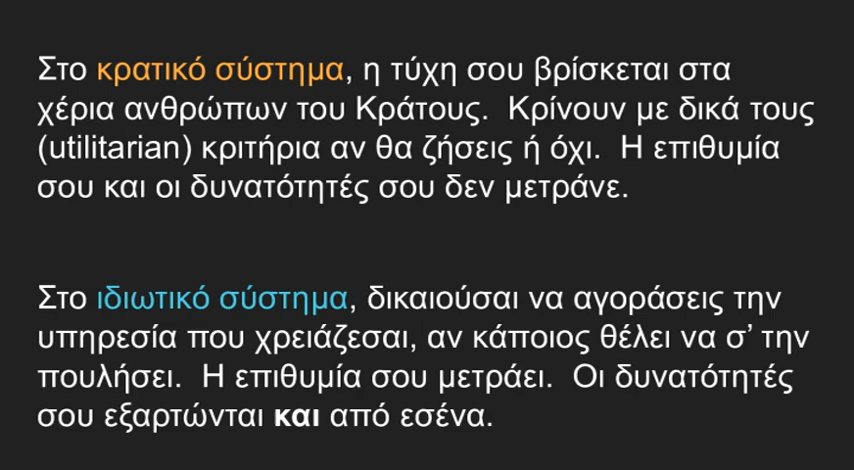 Στο κρατικό σύστημα, η τύχη σου βρίσκεται στα
χέρια ανθρώπων του Κράτους.  Κρίνουν με δικά τους
(utilitarian) κριτήρια αν θα ζήσεις ή όχι.  Η επιθυμία
σου και οι δυνατότητές σου δεν μετράνε.
Στο ιδιωτικό σύστημα, δικαιούσαι να αγοράσεις την
υπηρεσία που χρειάζεσαι, αν κάποιος θέλει να σ’ την
πουλήσει.  Η επιθυμία σου μετράει.  Οι δυνατότητές
σου εξαρτώνται και από εσένα.